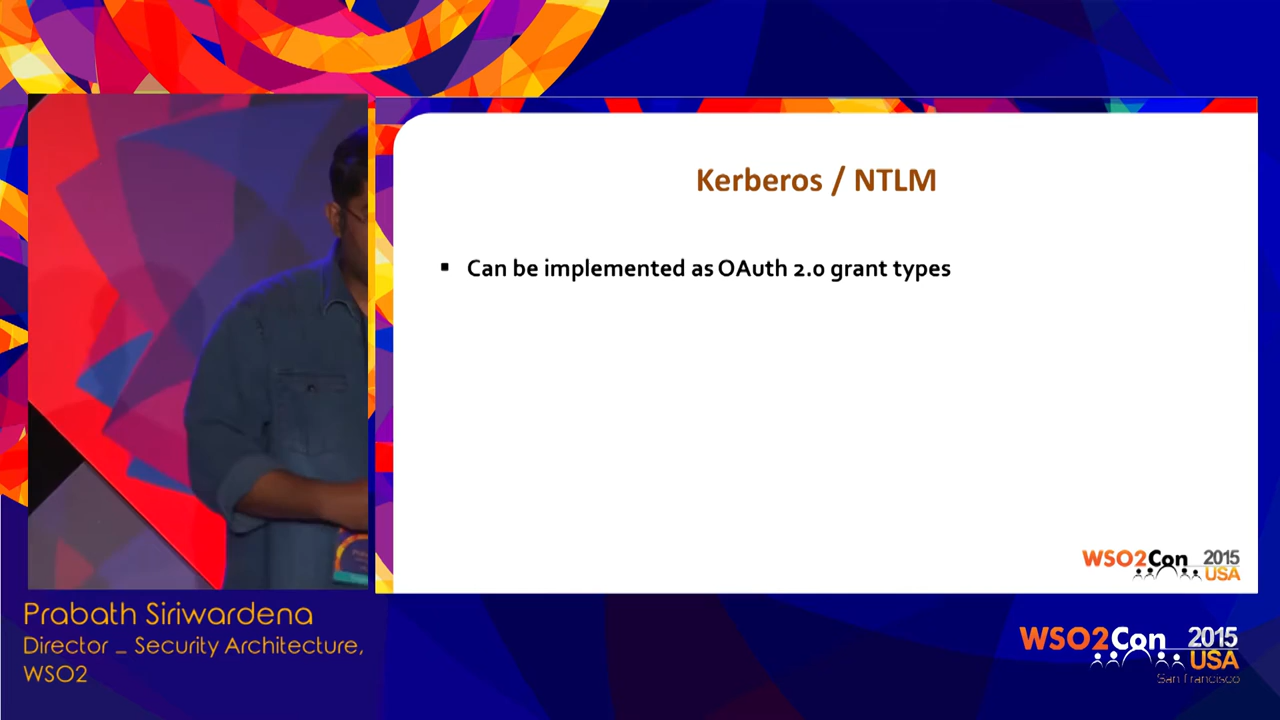 Kerberos / NTLM
▪ Can be implemented as OAuth 2.0 grant types
WSO2Con 2015
USA
Prabath Siriwardena
Director _ Security Architecture,
WSO2
WSO2Con 2015
USA
San Francisco